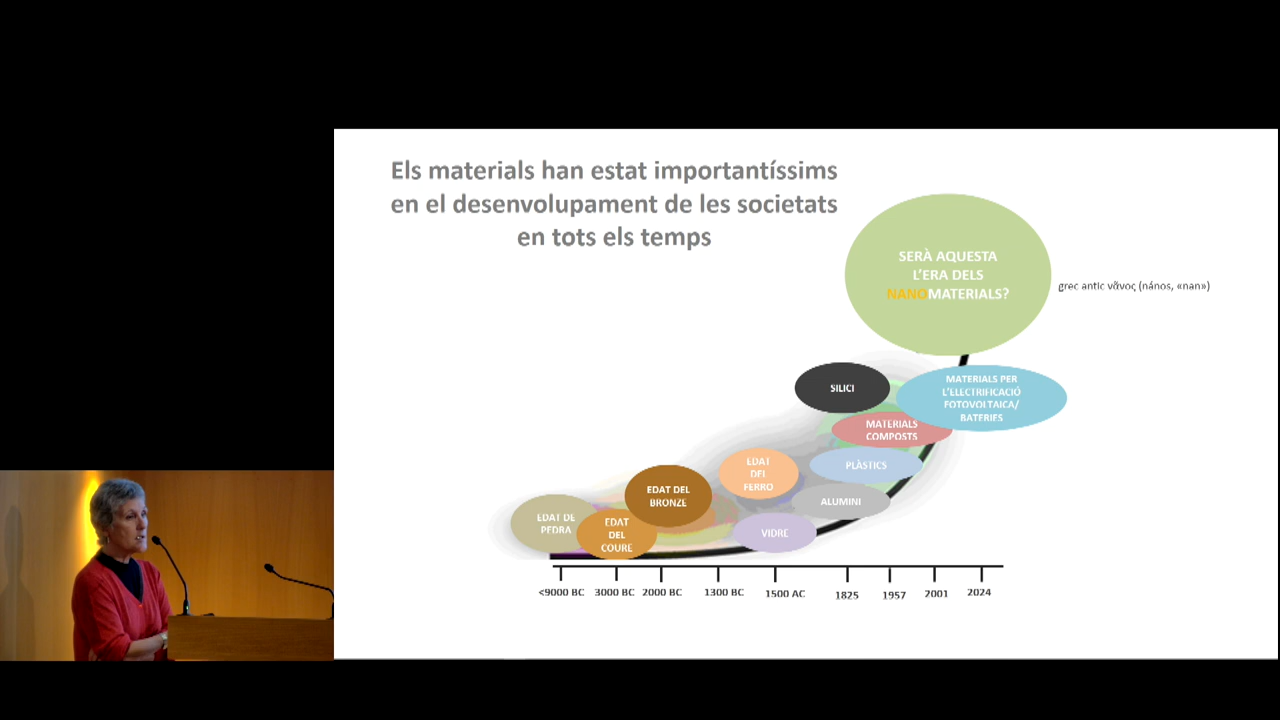 Els materials han estat importantíssims
en el desenvolupament de les societats
en tots els temps
SERÀ AQUESTA
L'ERA DELS
NANOMATERIALS?
grec antic νᾶνος (nános, «nan»)
SILICI
MATERIALS PER
L'ELECTRIFICACIÓ
FOTOVOLTAICA/
BATERIES
MATERIALS
COMPOSTS
EDAT
DEL
FERRO
PLÀSTICS
EDAT DEL
BRONZE
ALUMINI
EDAT DE
PEDRA
EDAT
DEL
COURE
VIDRE
<9000 BC
3000 BC
2000 BC
1300 BC
1500 AC
1825
1957
2001
2024